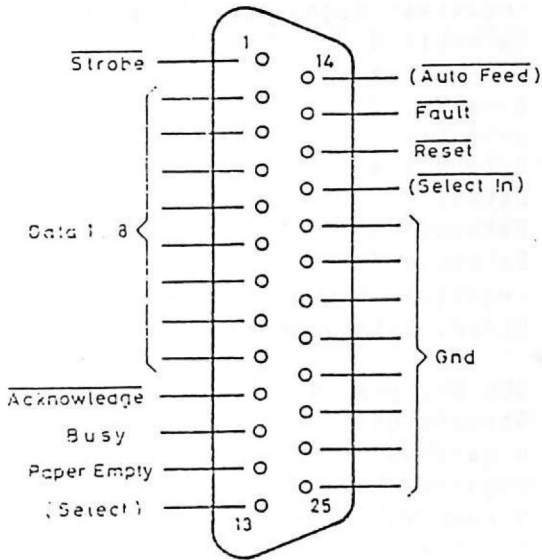 1
14
Strobe
(Auto Feed)
Fault
Reset
(Select In)
Data 1..8
Gnd
Acknowledge
Busy
Paper Empty
(Select)
13
25